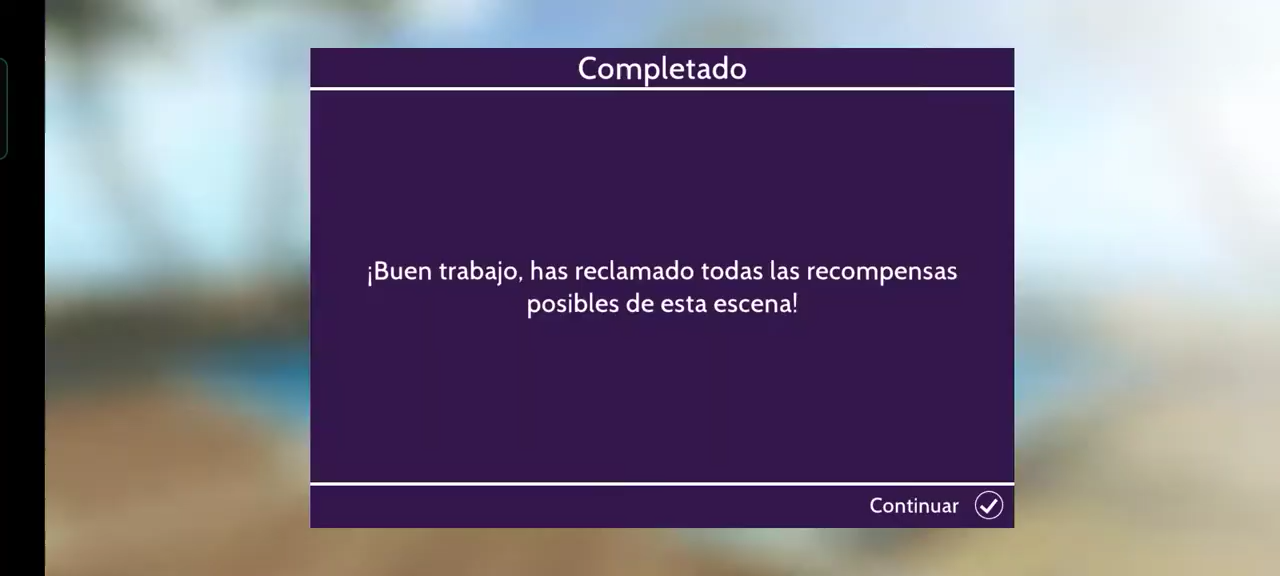 Completado
¡Buen trabajo, has reclamado todas las recompensas
posibles de esta escena!
Continuar